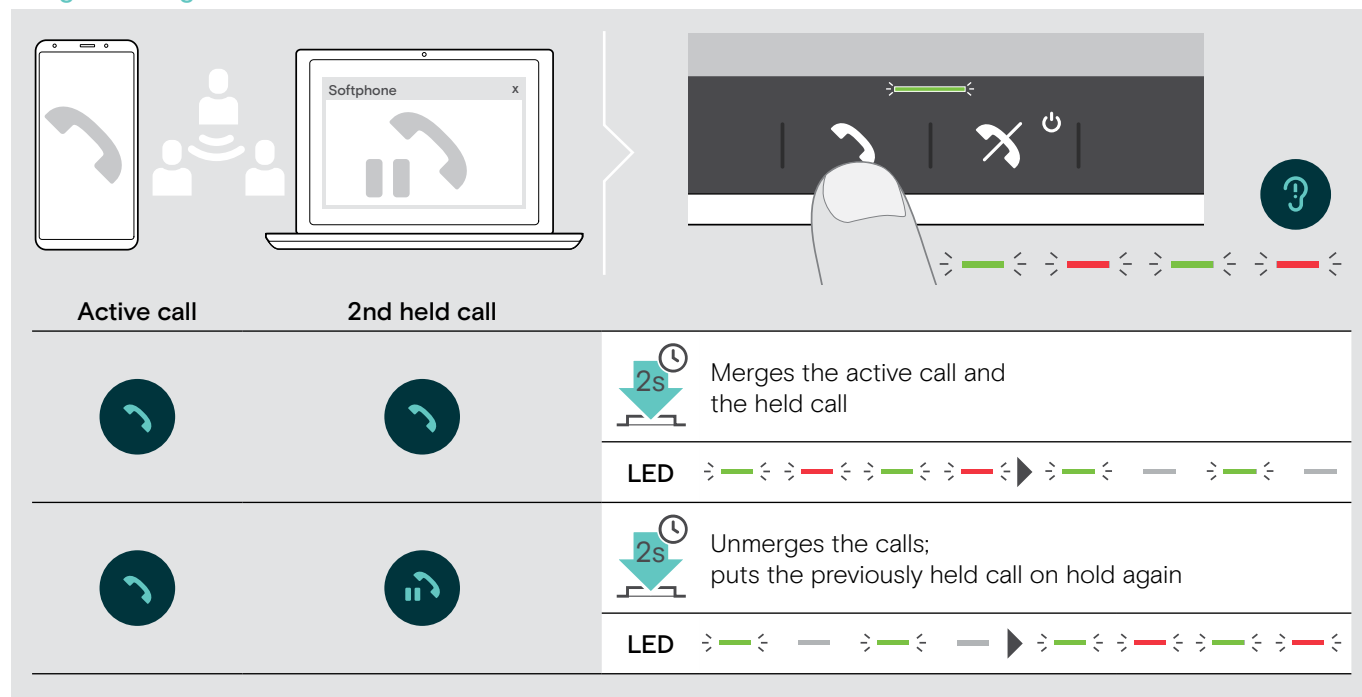 Softphone x
Active call 2nd held call
2s Merges the active call and
the held call
LED
2s Unmerges the calls;
puts the previously held call on hold again
LED